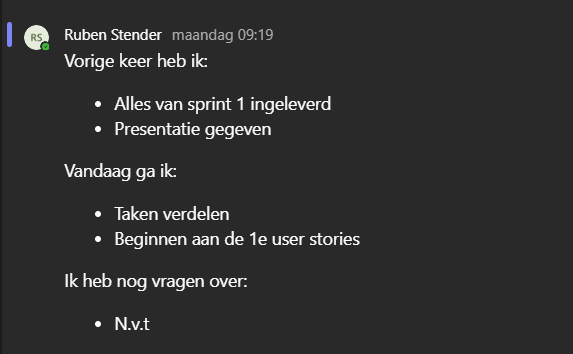 RS Ruben Stender maandag 09:19
Vorige keer heb ik:
• Alles van sprint 1 ingeleverd
• Presentatie gegeven
Vandaag ga ik:
• Taken verdelen
• Beginnen aan de 1e user stories
Ik heb nog vragen over:
• N.v.t